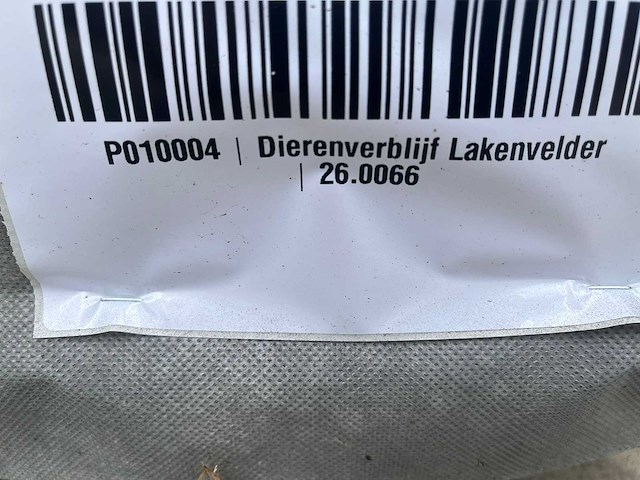 P010004 | Dierenverblijf Lakenvelder
| 26.0066